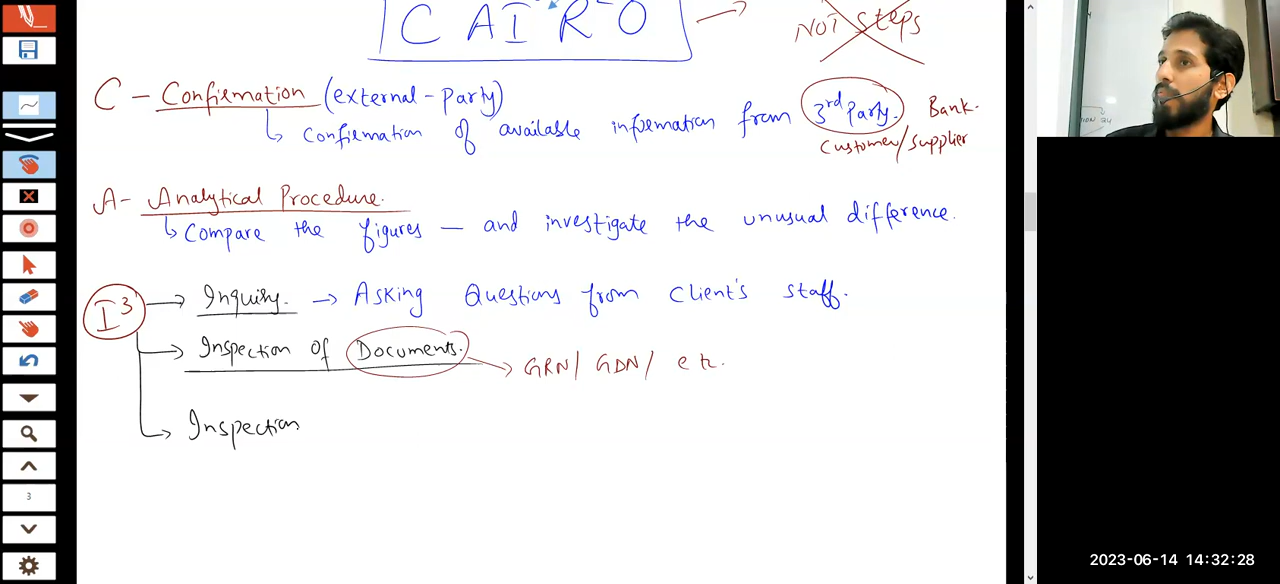 C A I R O
NOT steps
C - Confirmation (external-Party)
Confirmation of available information from 3rd Party. Bank-
Customer/Supplier
A- Analytical Procedure.
Compare the figures — and investigate the unusual difference.
I³
Inquiry. → Asking Questions from Client's staff.
Inspection of Documents. GRN/ GDN/ etc.
Inspection
3
2023-06-14 14:32:28